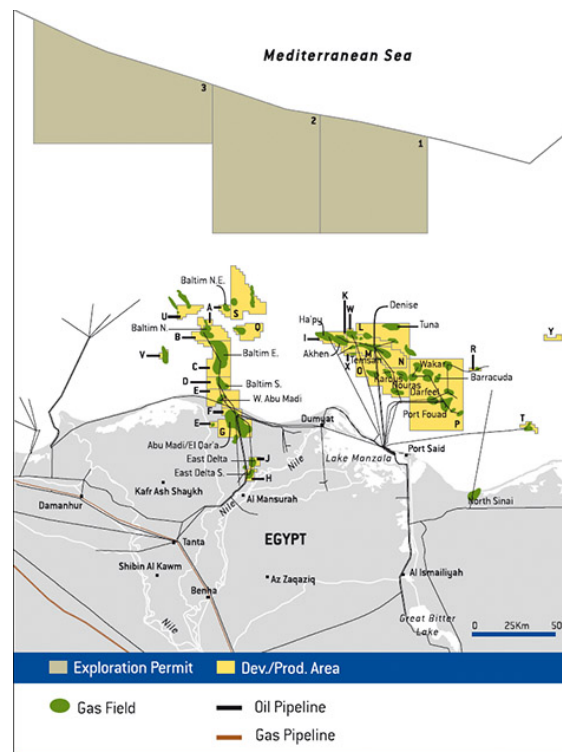 Mediterranean Sea
3
2
1
Baltim N.E.
A
S
U
Baltim N.
Q
B
V
Baltim E.
C
D
Baltim S.
E
W. Abu Madi
F
E
G
Abu Madi/El Qar'a
East Delta
J
East Delta S.
H
K
W
Denise
Ha'py
L
Tuna
I
Akhen
M
Temsah
X
O
N
Wakar
R
Y
Karous
Barracuda
Nouras
Darfeel
Port Fouad
P
T
Dumyat
Nile
Lake Manzala
Port Said
North Sinai
Kafr Ash Shaykh
Damanhur
Nile
Al Mansurah
Tanta
EGYPT
Shibin Al Kawm
Az Zaqaziq
Al Ismailiyah
Benha
Nile
Great Bitter
Lake
0 25Km 50
Exploration Permit
Dev./Prod. Area
Gas Field
Oil Pipeline
Gas Pipeline